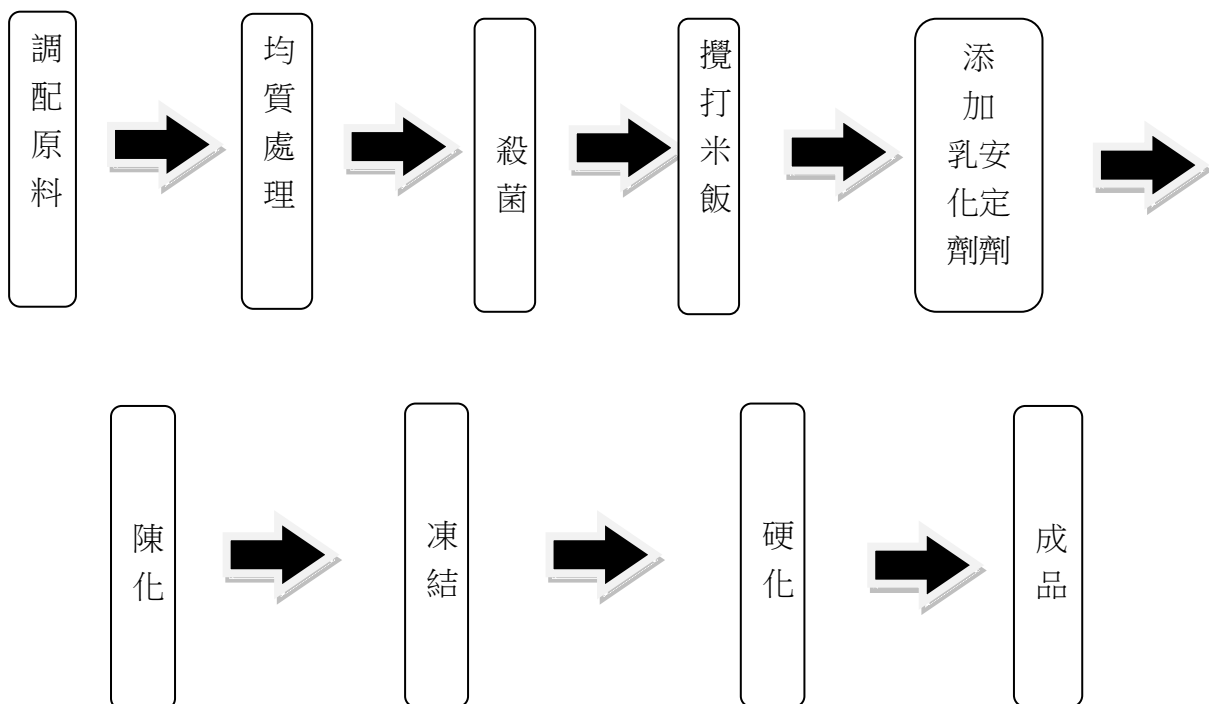 調配原料
均質處理
殺菌
攪打米飯
添加
乳化劑
安定劑
陳化
凍結
硬化
成品